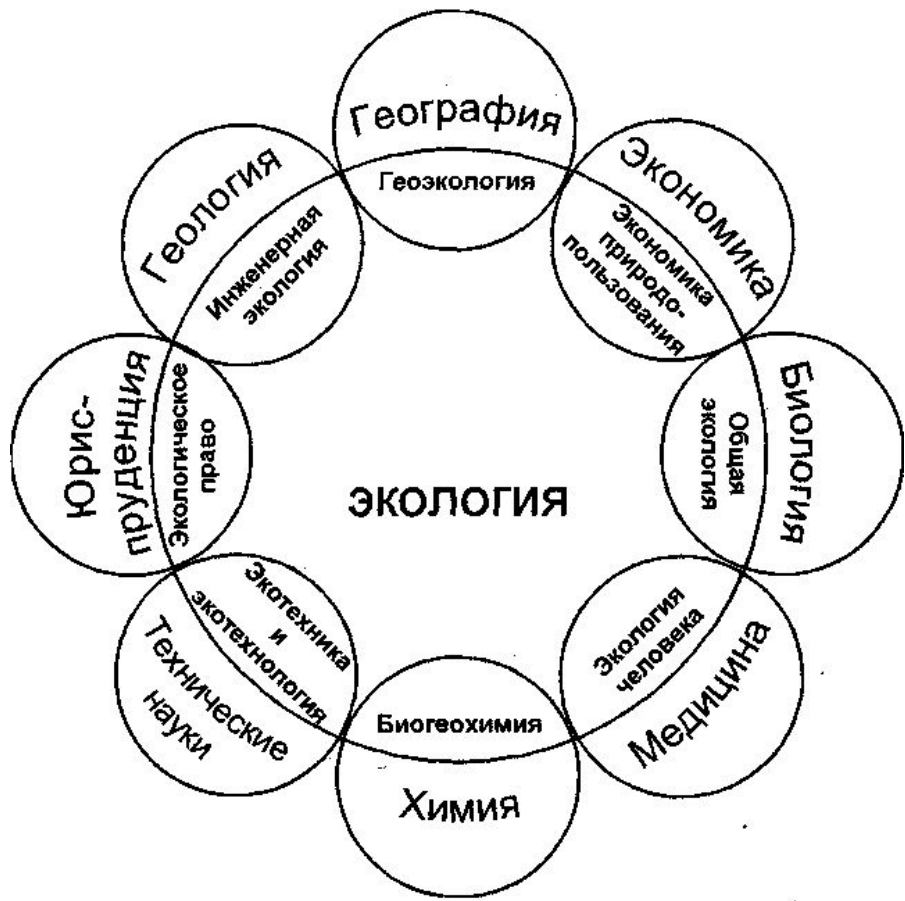 География
Геоэкология
Экономика
Экономика
природо-
пользования
Биология
Общая
экология
Медицина
Экология
человека
Химия
Биогеохимия
Технические
науки
Экотехника
и
экотехнология
Юрис-
пруденция
Экологическое
право
Геология
Инженерная
экология
экология